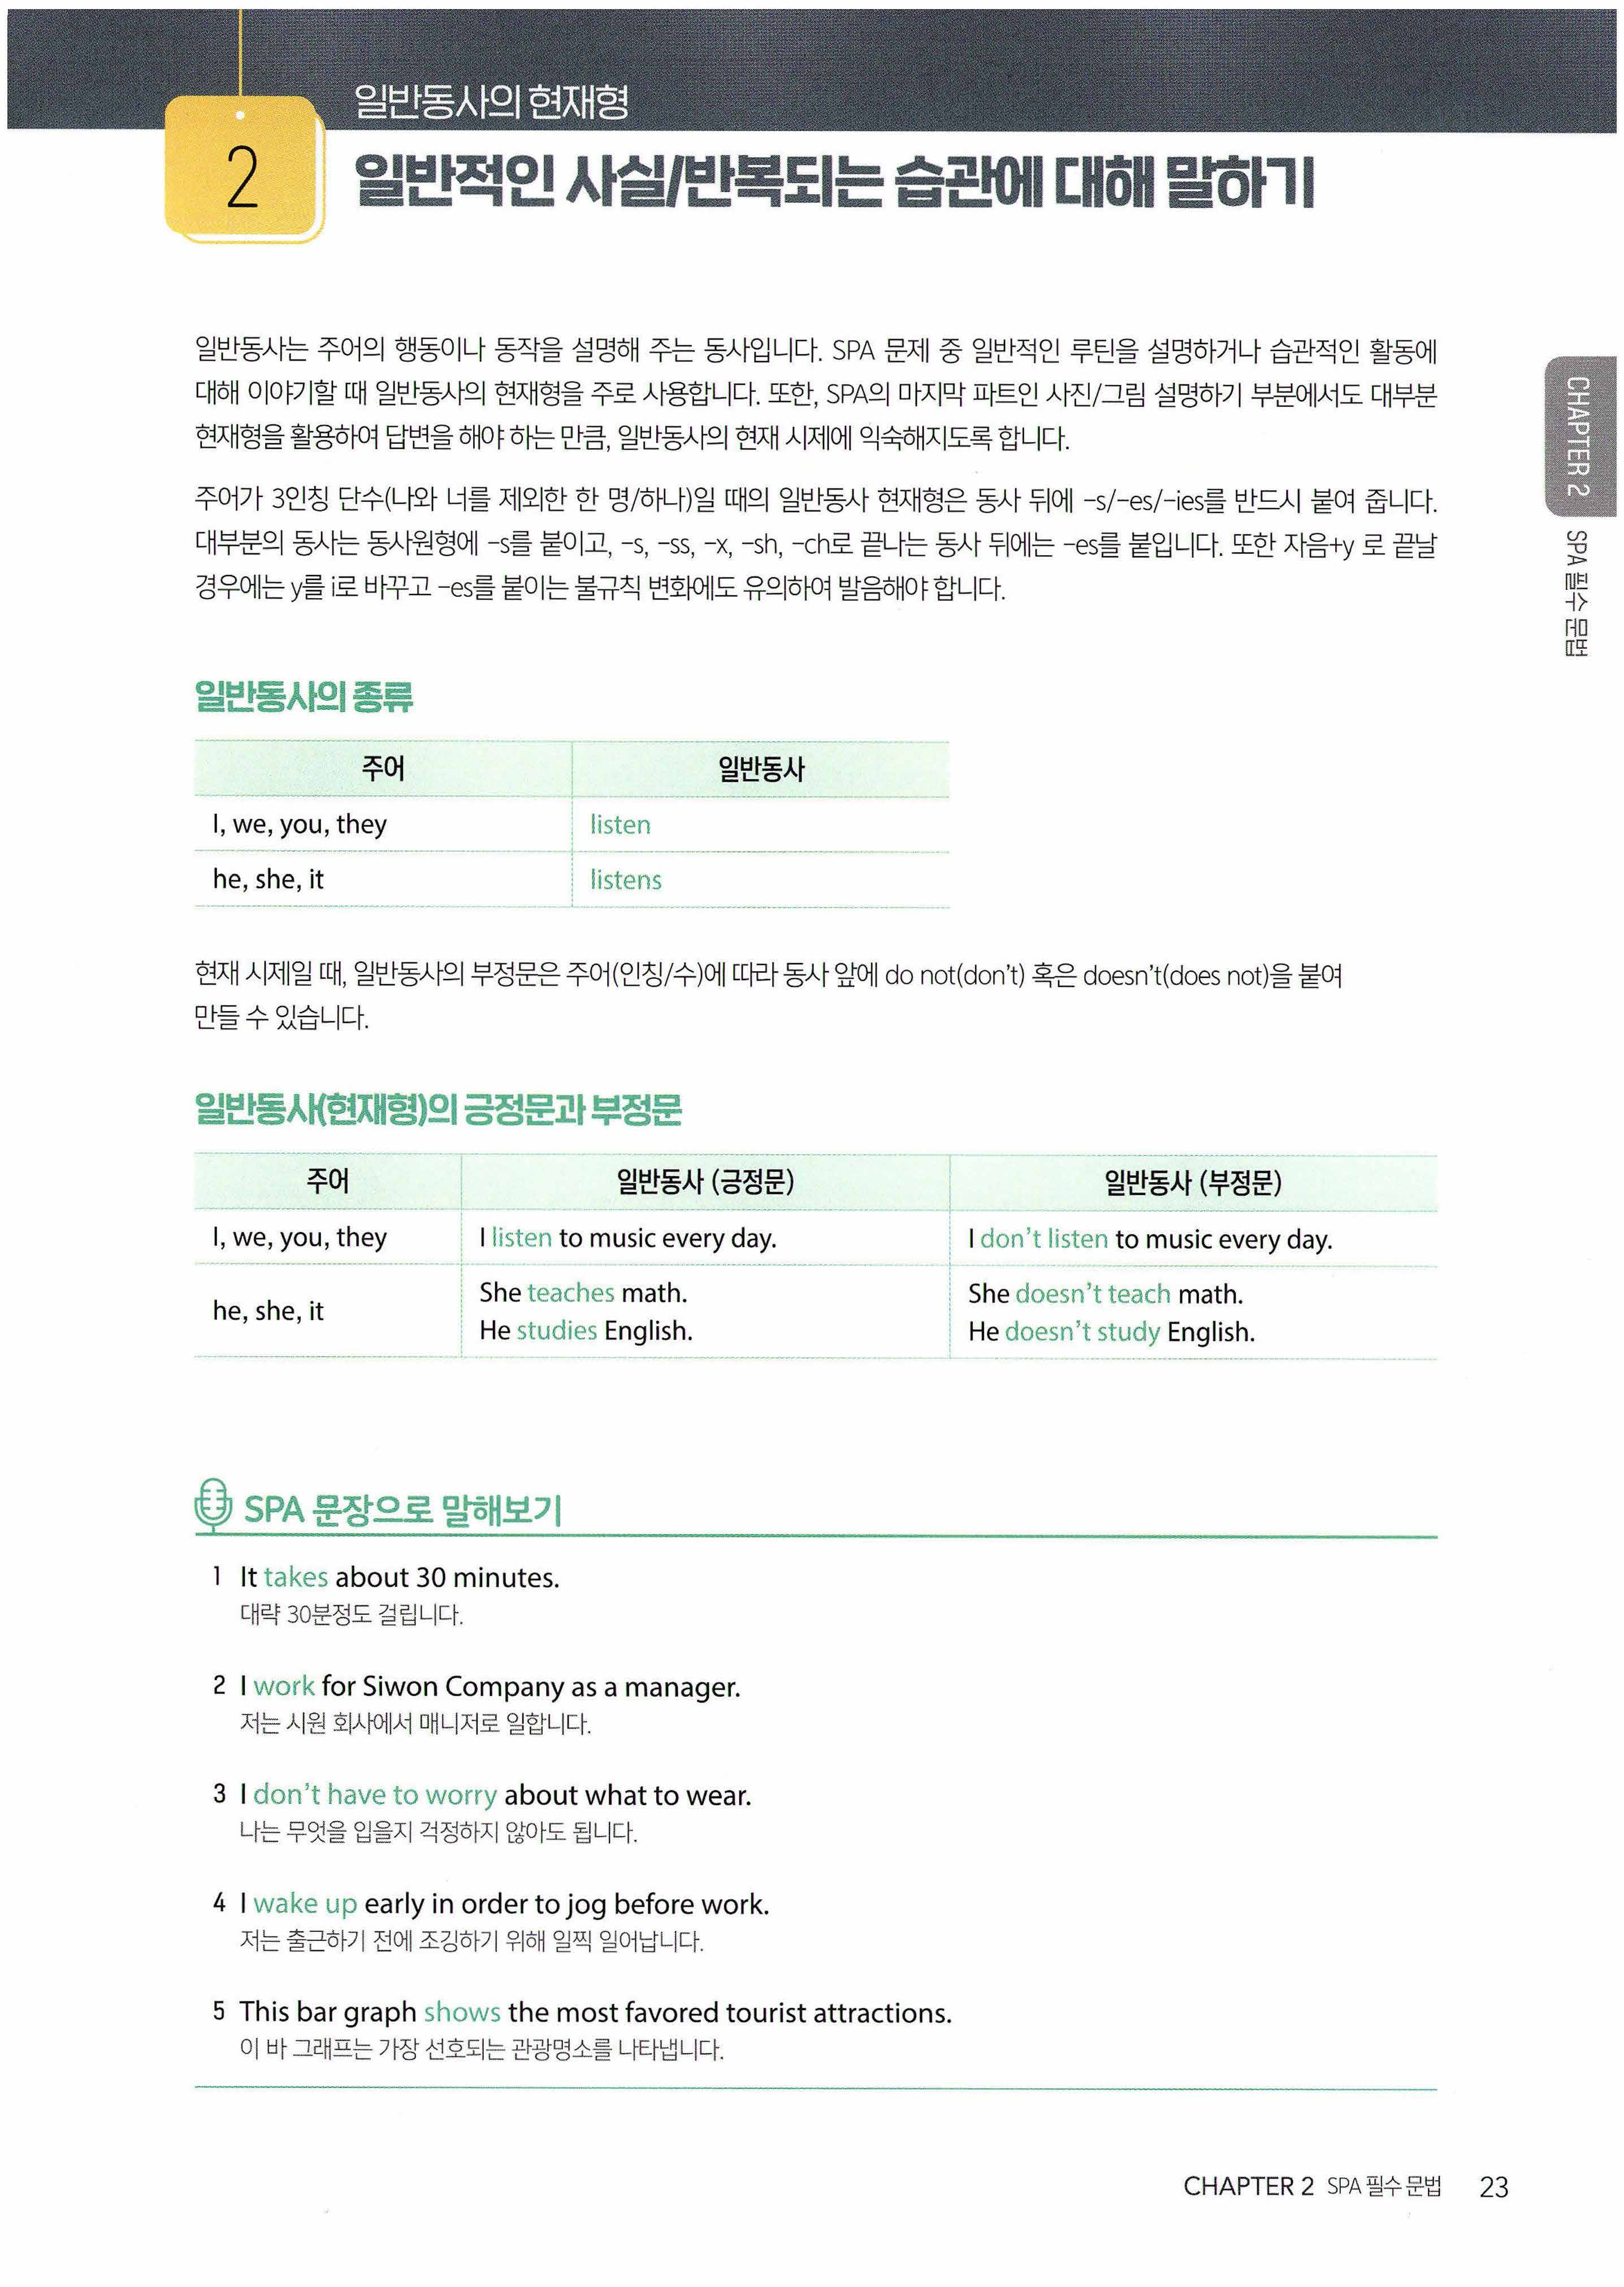 일반동사의 현재형
2
일반적인 사실/반복되는 습관에 대해 말하기
일반동사는 주어의 행동이나 동작을 설명해 주는 동사입니다. SPA 문제 중 일반적인 루틴을 설명하거나 습관적인 활동에
대해 이야기할 때 일반동사의 현재형을 주로 사용합니다. 또한, SPA의 마지막 파트인 사진/그림 설명하기 부분에서도 대부분
현재형을 활용하여 답변을 해야 하는 만큼, 일반동사의 현재 시제에 익숙해지도록 합니다.
주어가 3인칭 단수(나와 너를 제외한 한 명/하나)일 때의 일반동사 현재형은 동사 뒤에 –s/–es/–ies를 반드시 붙여 줍니다.
대부분의 동사는 동사원형에 –s를 붙이고, –s, –ss, –x, –sh, –ch로 끝나는 동사 뒤에는 –es를 붙입니다. 또한 자음+y 로 끝날
경우에는 y를 i로 바꾸고 –es를 붙이는 불규칙 변화에도 유의하여 발음해야 합니다.
일반동사의 종류
주어 일반동사
I, we, you, they listen
he, she, it listens
현재 시제일 때, 일반동사의 부정문은 주어(인칭/수)에 따라 동사 앞에 do not(don't) 혹은 doesn't(does not)을 붙여
만들 수 있습니다.
일반동사(현재형)의 긍정문과 부정문
주어 일반동사 (긍정문) 일반동사 (부정문)
I, we, you, they I listen to music every day. I don't listen to music every day.
he, she, it
She teaches math. She doesn't teach math.
He studies English. He doesn't study English.
SPA 문장으로 말해보기
1 It takes about 30 minutes.
대략 30분정도 걸립니다.
2 I work for Siwon Company as a manager.
저는 시원 회사에서 매니저로 일합니다.
3 I don't have to worry about what to wear.
나는 무엇을 입을지 걱정하지 않아도 됩니다.
4 I wake up early in order to jog before work.
저는 출근하기 전에 조깅하기 위해 일찍 일어납니다.
5 This bar graph shows the most favored tourist attractions.
이 바 그래프는 가장 선호되는 관광명소를 나타냅니다.
CHAPTER 2 SPA 필수 문법
CHAPTER 2 SPA 필수 문법 23